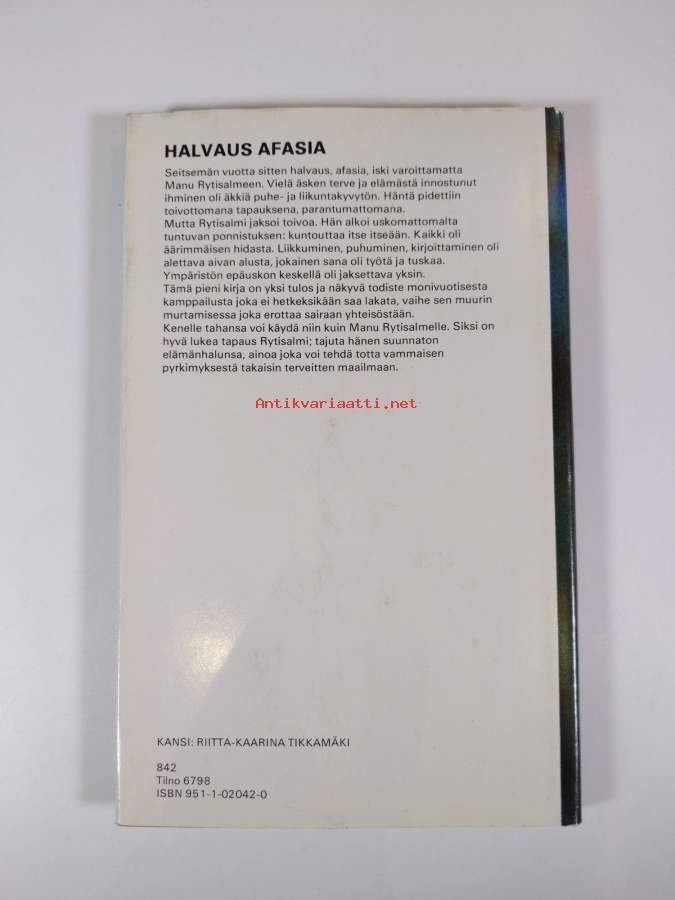 HALVAUS AFASIA
Seitsemän vuotta sitten halvaus, afasia, iski varoittamatta
Manu Rytisalmeen. Vielä äsken terve ja elämästä innostunut
ihminen oli äkkiä puhe- ja liikuntakyvytön. Häntä pidettiin
toivottomana tapauksena, parantumattomana.
Mutta Rytisalmi jaksoi toivoa. Hän alkoi uskomattomalta
tuntuvan ponnistuksen: kuntouttaa itse itseään. Kaikki oli
äärimmäisen hidasta. Liikkuminen, puhuminen, kirjoittaminen oli
alettava aivan alusta, jokainen sana oli työtä ja tuskaa.
Ympäristön epäuskon keskellä oli jaksettava yksin.
Tämä pieni kirja on yksi tulos ja näkyvä todiste monivuotisesta
kamppailusta joka ei hetkeksikään saa lakata, vaihe sen muurin
murtamisessa joka erottaa sairaan yhteisöstään.
Kenelle tahansa voi käydä niin kuin Manu Rytisalmelle. Siksi on
hyvä lukea tapaus Rytisalmi; tajuta hänen suunnaton
elämänhalunsa, ainoa joka voi tehdä totta vammaisen
pyrkimyksestä takaisin terveitten maailmaan.
Antikvariaatti.net
KANSI: RIITTA-KAARINA TIKKAMÄKI
842
Tilno 6798
ISBN 951-1-02042-0